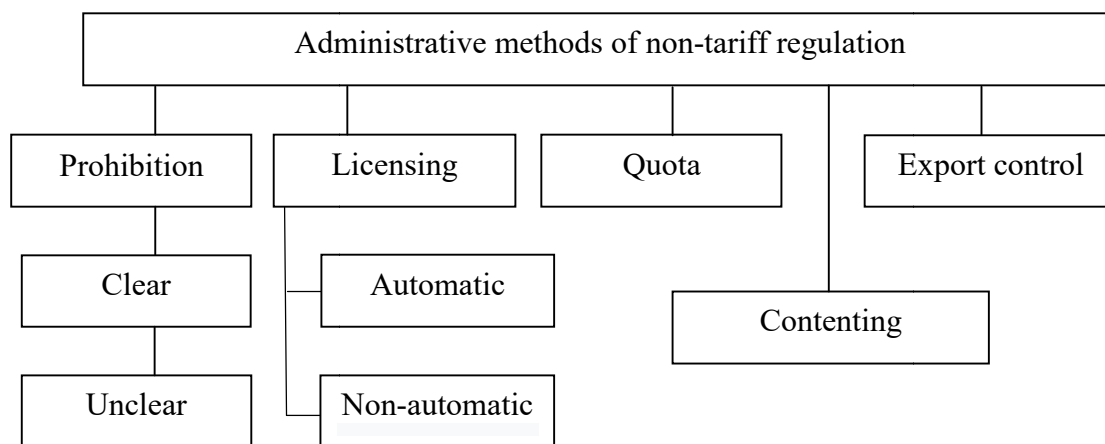 Administrative methods of non-tariff regulation
Prohibition
Licensing
Quota
Export control
Clear
Automatic
Contenting
Unclear
Non-automatic